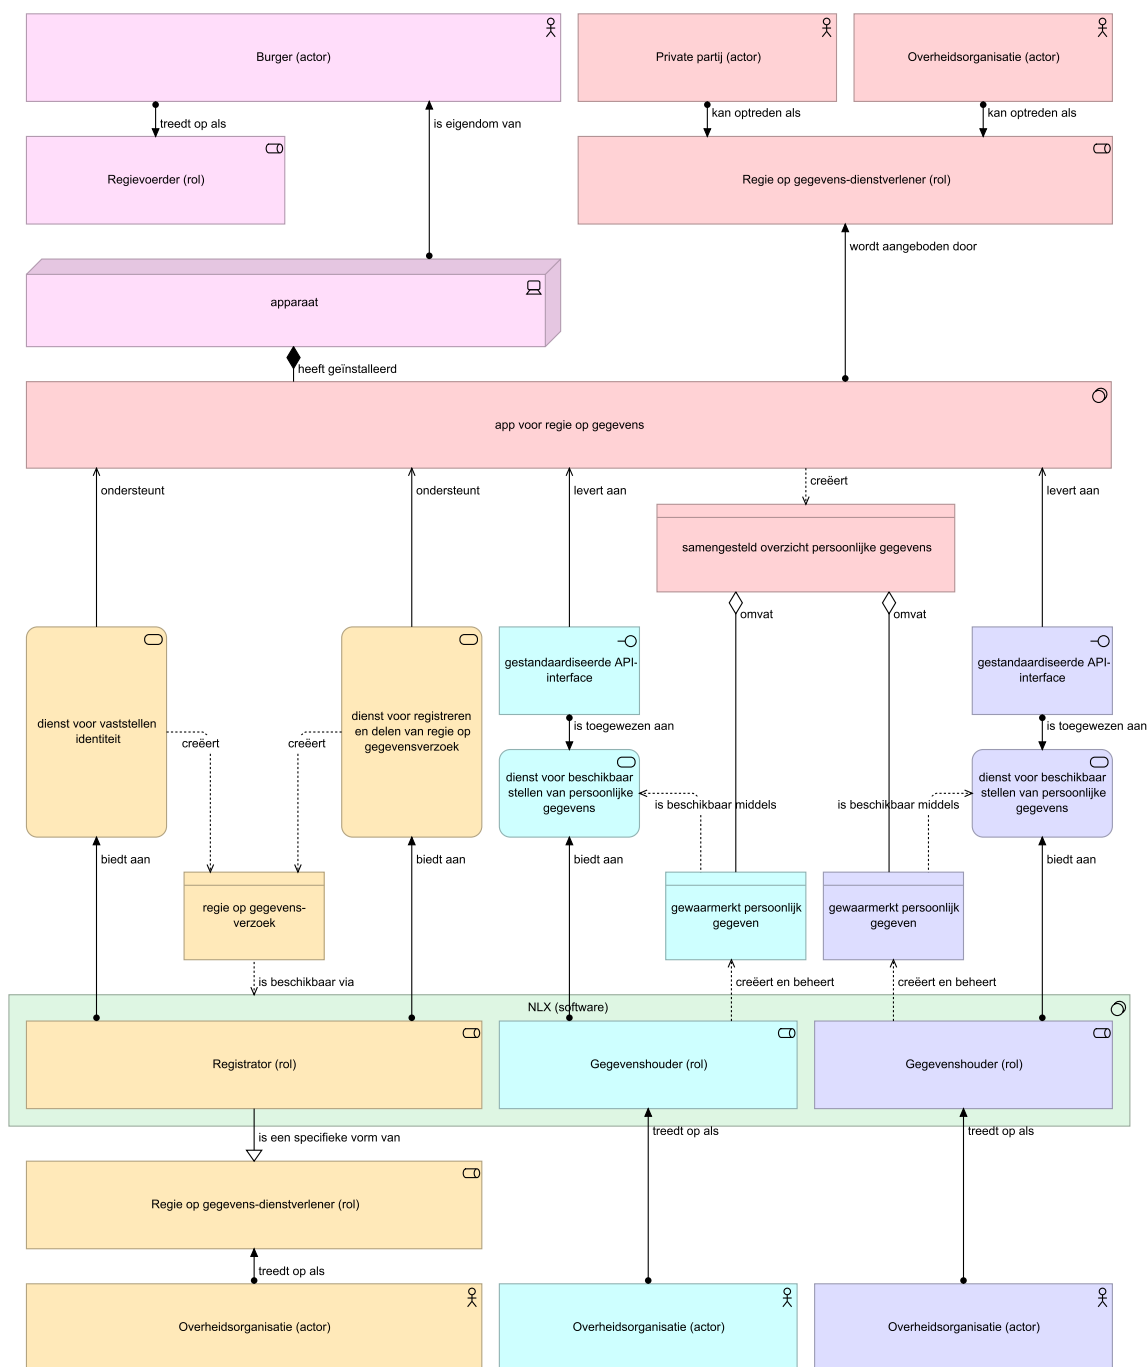 Burger (actor)
Private partij (actor)
Overheidsorganisatie (actor)
treedt op als
is eigendom van
kan optreden als
kan optreden als
Regievoerder (rol)
Regie op gegevens-dienstverlener (rol)
wordt aangeboden door
apparaat
heeft geïnstalleerd
app voor regie op gegevens
ondersteunt
ondersteunt
levert aan
creëert
levert aan
samengesteld overzicht persoonlijke gegevens
omvat
omvat
gestandaardiseerde API-
interface
gestandaardiseerde API-
interface
dienst voor vaststellen
identiteit
dienst voor registreren
en delen van regie op
gegevensverzoek
creëert
creëert
is toegewezen aan
is toegewezen aan
dienst voor beschikbaar
stellen van persoonlijke
gegevens
dienst voor beschikbaar
stellen van persoonlijke
gegevens
is beschikbaar middels
is beschikbaar middels
biedt aan
biedt aan
biedt aan
biedt aan
regie op gegevens-
verzoek
gewaarmerkt persoonlijk
gegeven
gewaarmerkt persoonlijk
gegeven
is beschikbaar via
creëert en beheert
creëert en beheert
NLX (software)
Registrator (rol)
Gegevenshouder (rol)
Gegevenshouder (rol)
is een specifieke vorm van
treedt op als
treedt op als
Regie op gegevens-dienstverlener (rol)
treedt op als
Overheidsorganisatie (actor)
Overheidsorganisatie (actor)
Overheidsorganisatie (actor)